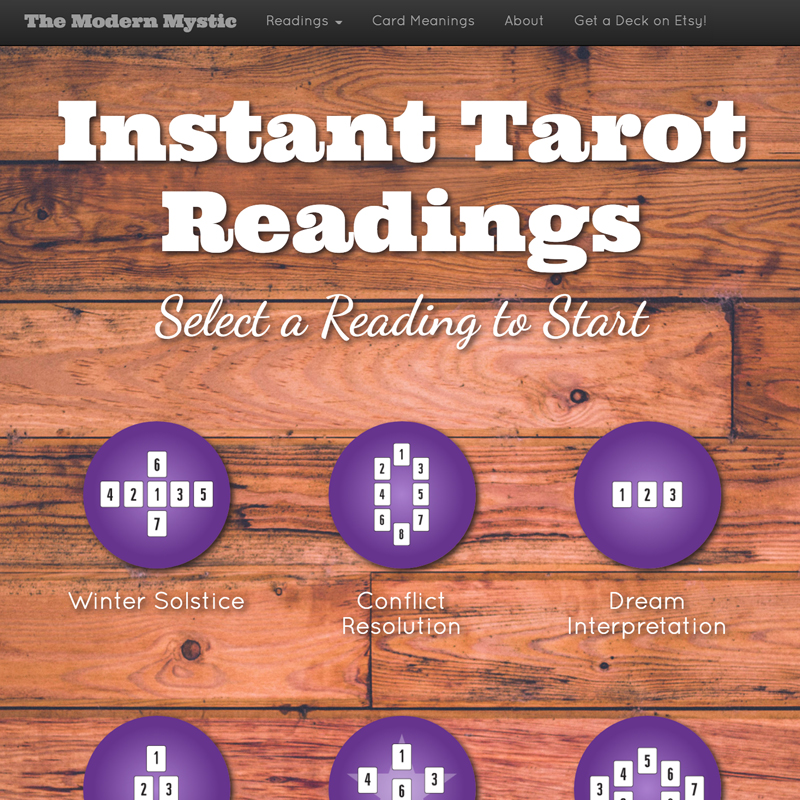 The Modern Mystic
Readings
Card Meanings
About
Get a Deck on Etsy!
Instant Tarot
Readings
Select a Reading to Start
6
4 2 1 3 5
7
Winter Solstice
1
2 3
4 5
6 7
8
Conflict
Resolution
1 2 3
Dream
Interpretation
1
2 3
1
4 3
6
5
4 6
3 7